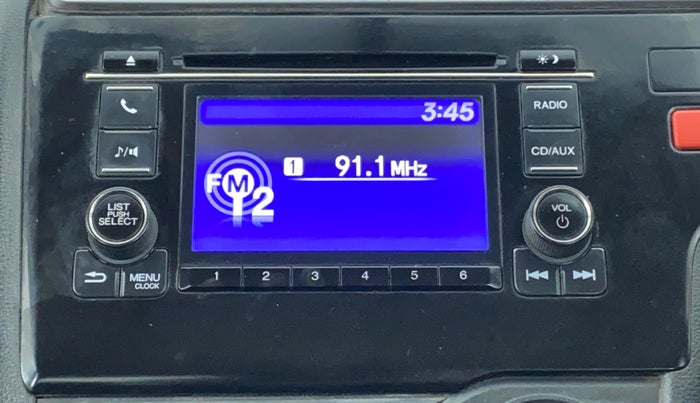 3:45
RADIO
CD/AUX
1 91.1 MHz
FM 12
LIST
PUSH
SELECT
VOL
MENU
CLOCK
1 2 3 4 5 6